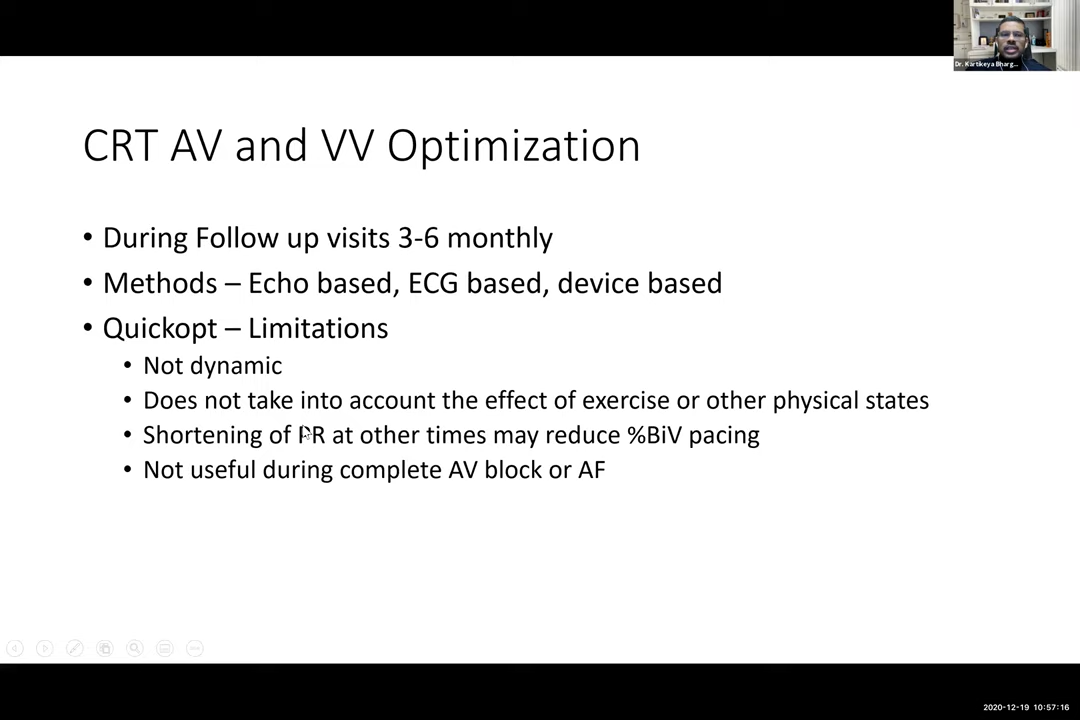 Dr. Kartikeya Bharg...
CRT AV and VV Optimization
• During Follow up visits 3-6 monthly
• Methods – Echo based, ECG based, device based
• Quickopt – Limitations
• Not dynamic
• Does not take into account the effect of exercise or other physical states
• Shortening of PR at other times may reduce %BiV pacing
• Not useful during complete AV block or AF
2020-12-19 10:57:16